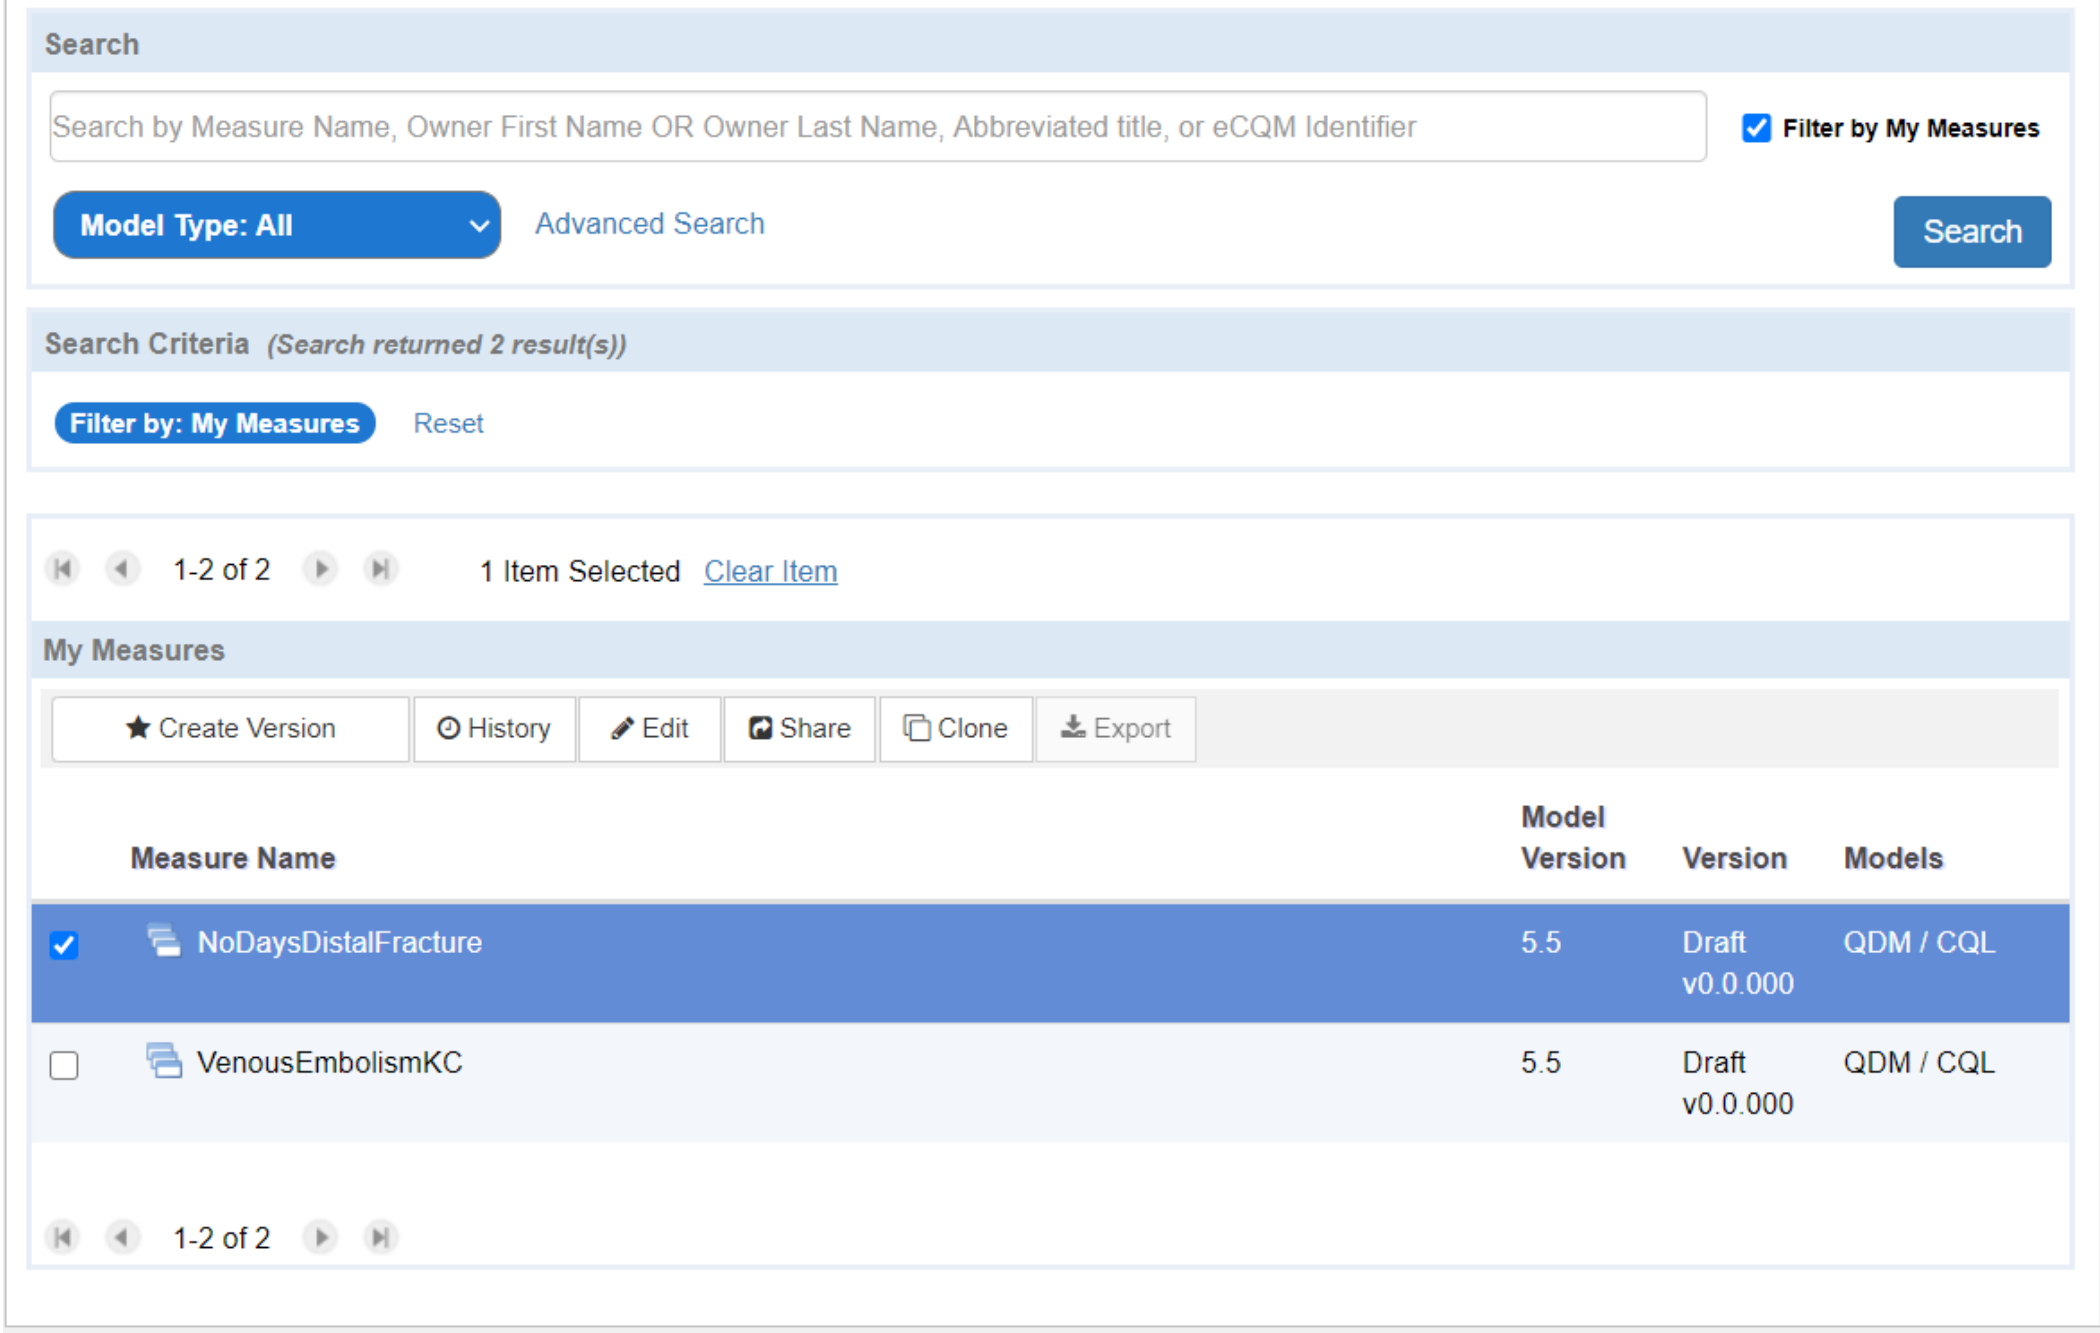 Search
Search by Measure Name, Owner First Name OR Owner Last Name, Abbreviated title, or eCQM Identifier
Filter by My Measures
Model Type: All
Advanced Search
Search
Search Criteria (Search returned 2 result(s))
Filter by: My Measures
Reset
1-2 of 2
1 Item Selected Clear Item
My Measures
Create Version
History
Edit
Share
Clone
Export
Measure Name
Model
Version
Version
Models
NoDaysDistalFracture
5.5
Draft
v0.0.000
QDM / CQL
VenousEmbolismKC
5.5
Draft
v0.0.000
QDM / CQL
1-2 of 2